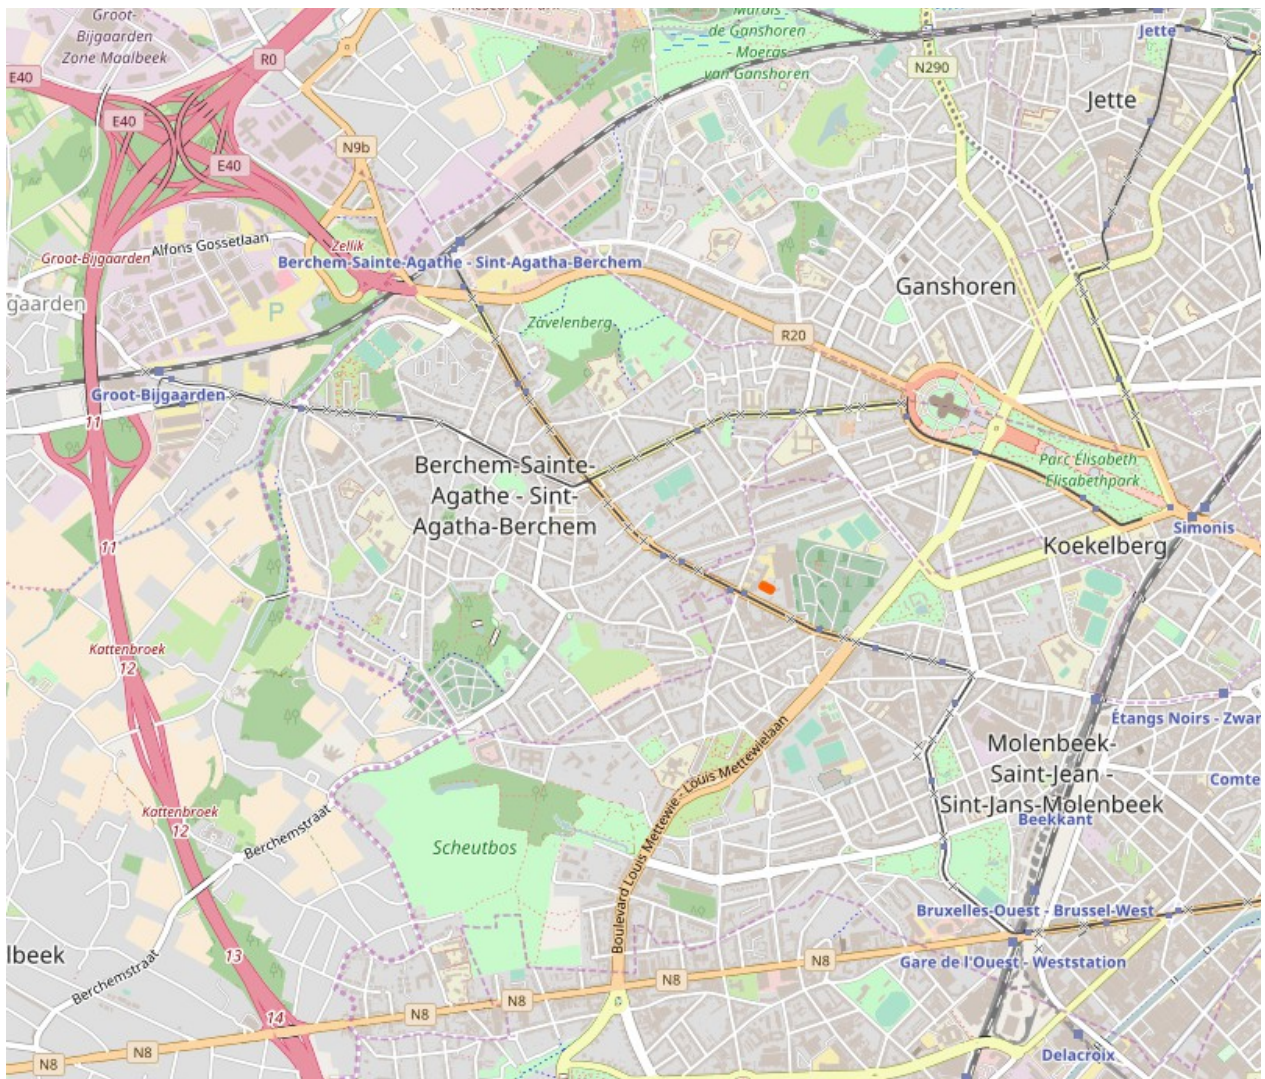 Groot-
Bijgaarden
Zone Maalbeek
Marais
de Ganshoren
- Moeras
van Ganshoren
Jette
R0
E40
N290
Jette
E40
N9b
E40
Alfons Gossetlaan
Zellik
Groot-Bijgaarden
Berchem-Sainte-Agathe - Sint-Agatha-Berchem
Ganshoren
gaarden
P
Zavelenberg
R20
Groot-Bijgaarden
11
Berchem-Sainte-
Agathe - Sint-
Agatha-Berchem
Parc Élisabeth
Elisabethpark
Simonis
11
Koekelberg
Kattenbroek
12
Étangs Noirs - Zwar
Molenbeek-
Saint-Jean -
Sint-Jans-Molenbeek
Comte
Beekkant
Kattenbroek
12
Berchemstraat
Scheutbos
Boulevard Louis Mettewie - Louis Mettewielaan
Bruxelles-Ouest - Brussel-West
lbeek
13
Berchemstraat
N8
Gare de l'Ouest - Weststation
N8
N8
14
N8
N8
N8
Delacroix